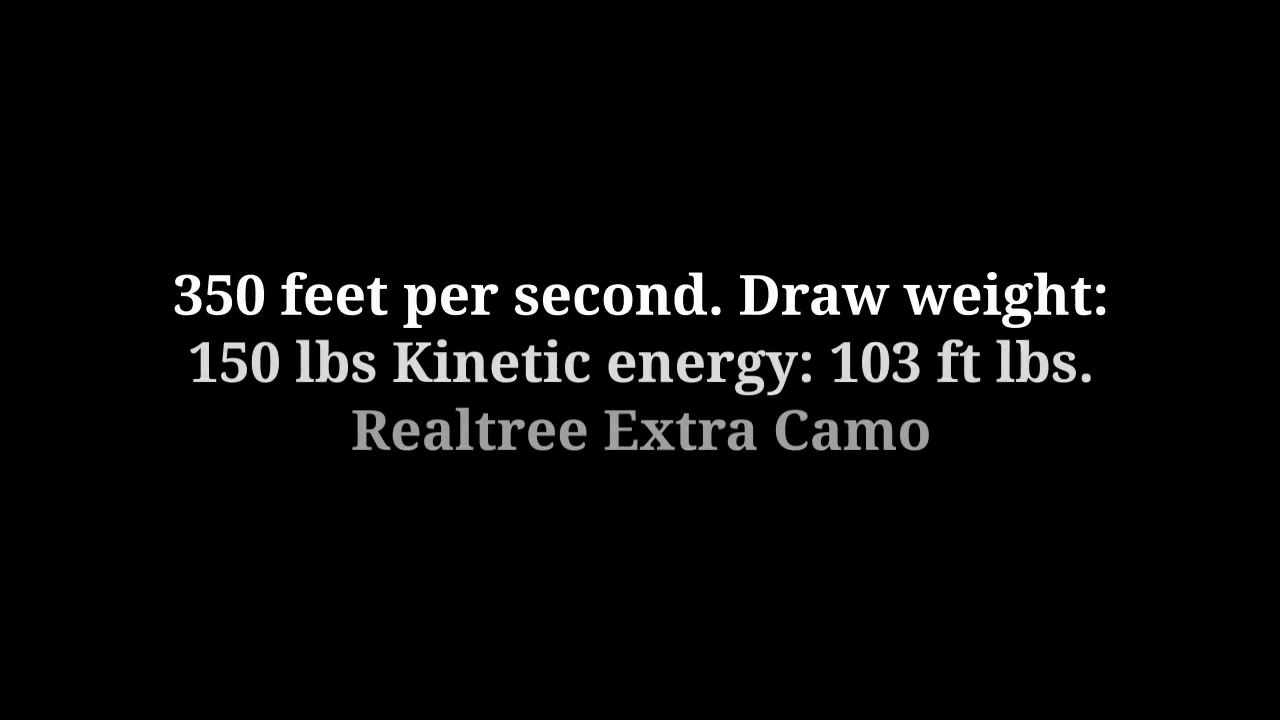 350 feet per second. Draw weight:
150 lbs Kinetic energy: 103 ft lbs.
Realtree Extra Camo